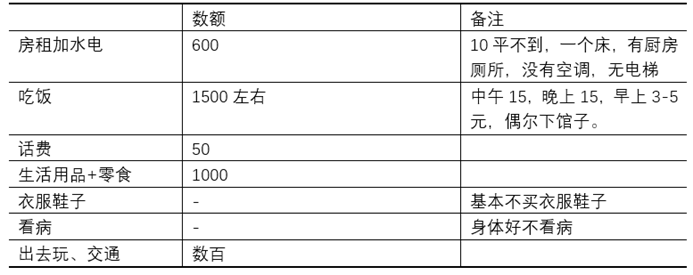 数额 备注
房租加水电 600 10 平不到，一个床，有厨房
厕所，没有空调，无电梯
吃饭 1500 左右 中午 15，晚上 15，早上 3-5
元，偶尔下馆子。
话费 50
生活用品+零食 1000
衣服鞋子 - 基本不买衣服鞋子
看病 - 身体好不看病
出去玩、交通 数百